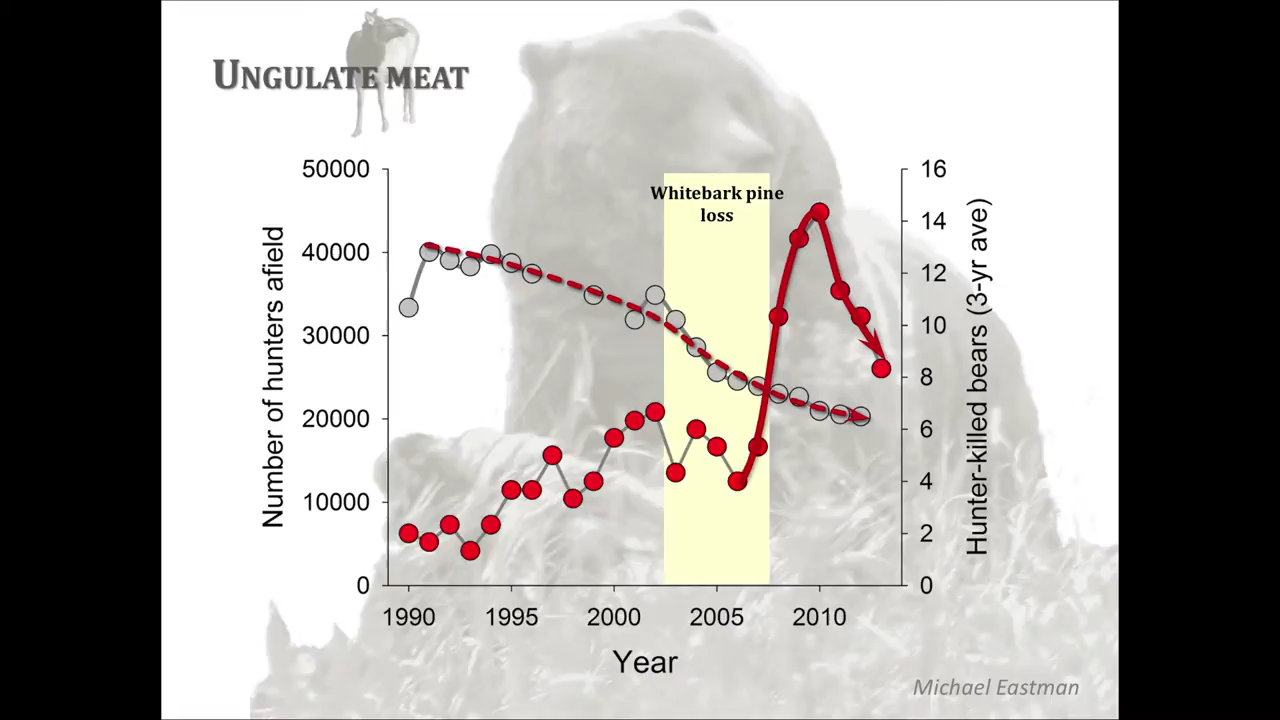 UNGULATE MEAT
50000
40000
30000
20000
10000
0
Number of hunters afield
Whitebark pine
loss
16
14
12
10
8
6
4
2
0
Hunter-killed bears (3-yr ave)
1990 1995 2000 2005 2010
Year
Michael Eastman